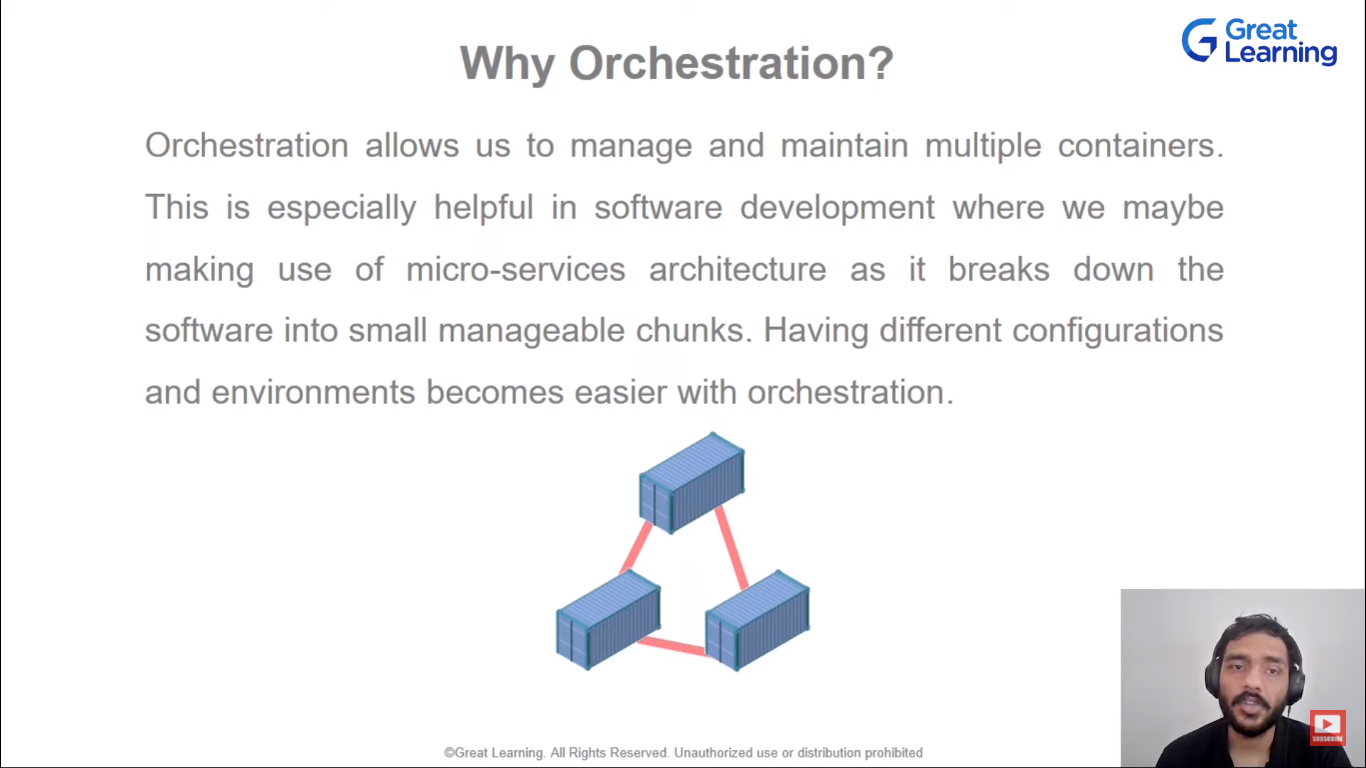 Great
Learning
Why Orchestration?
Orchestration allows us to manage and maintain multiple containers.
This is especially helpful in software development where we maybe
making use of micro-services architecture as it breaks down the
software into small manageable chunks. Having different configurations
and environments becomes easier with orchestration.
SUBSCRIBE
©Great Learning. All Rights Reserved. Unauthorized use or distribution prohibited